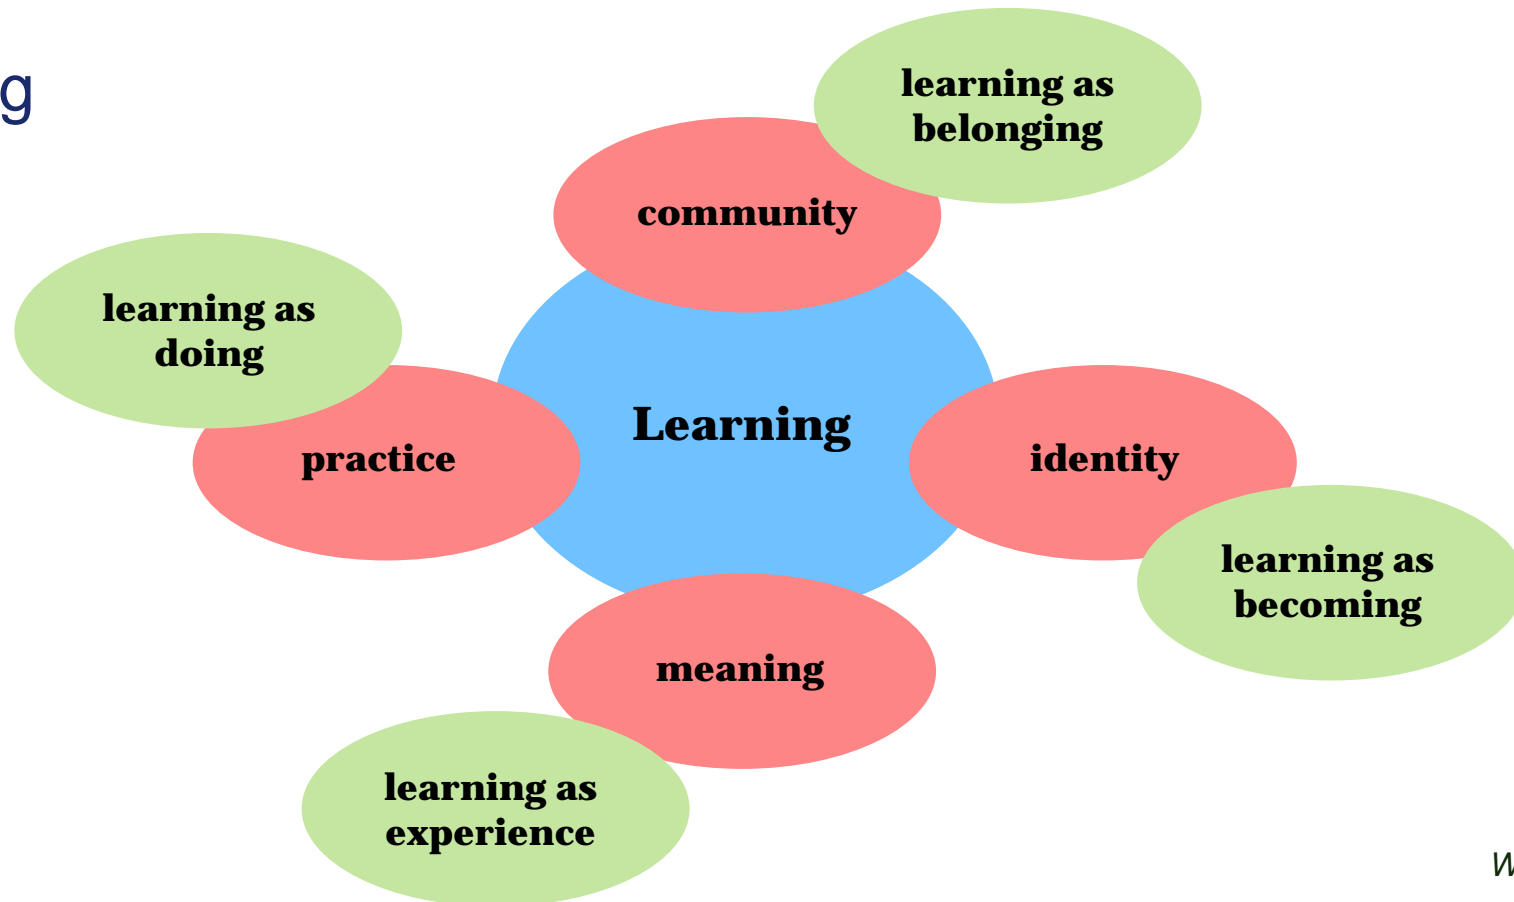 g
learning as
belonging
community
learning as
doing
Learning
practice
identity
learning as
becoming
meaning
learning as
experience
W